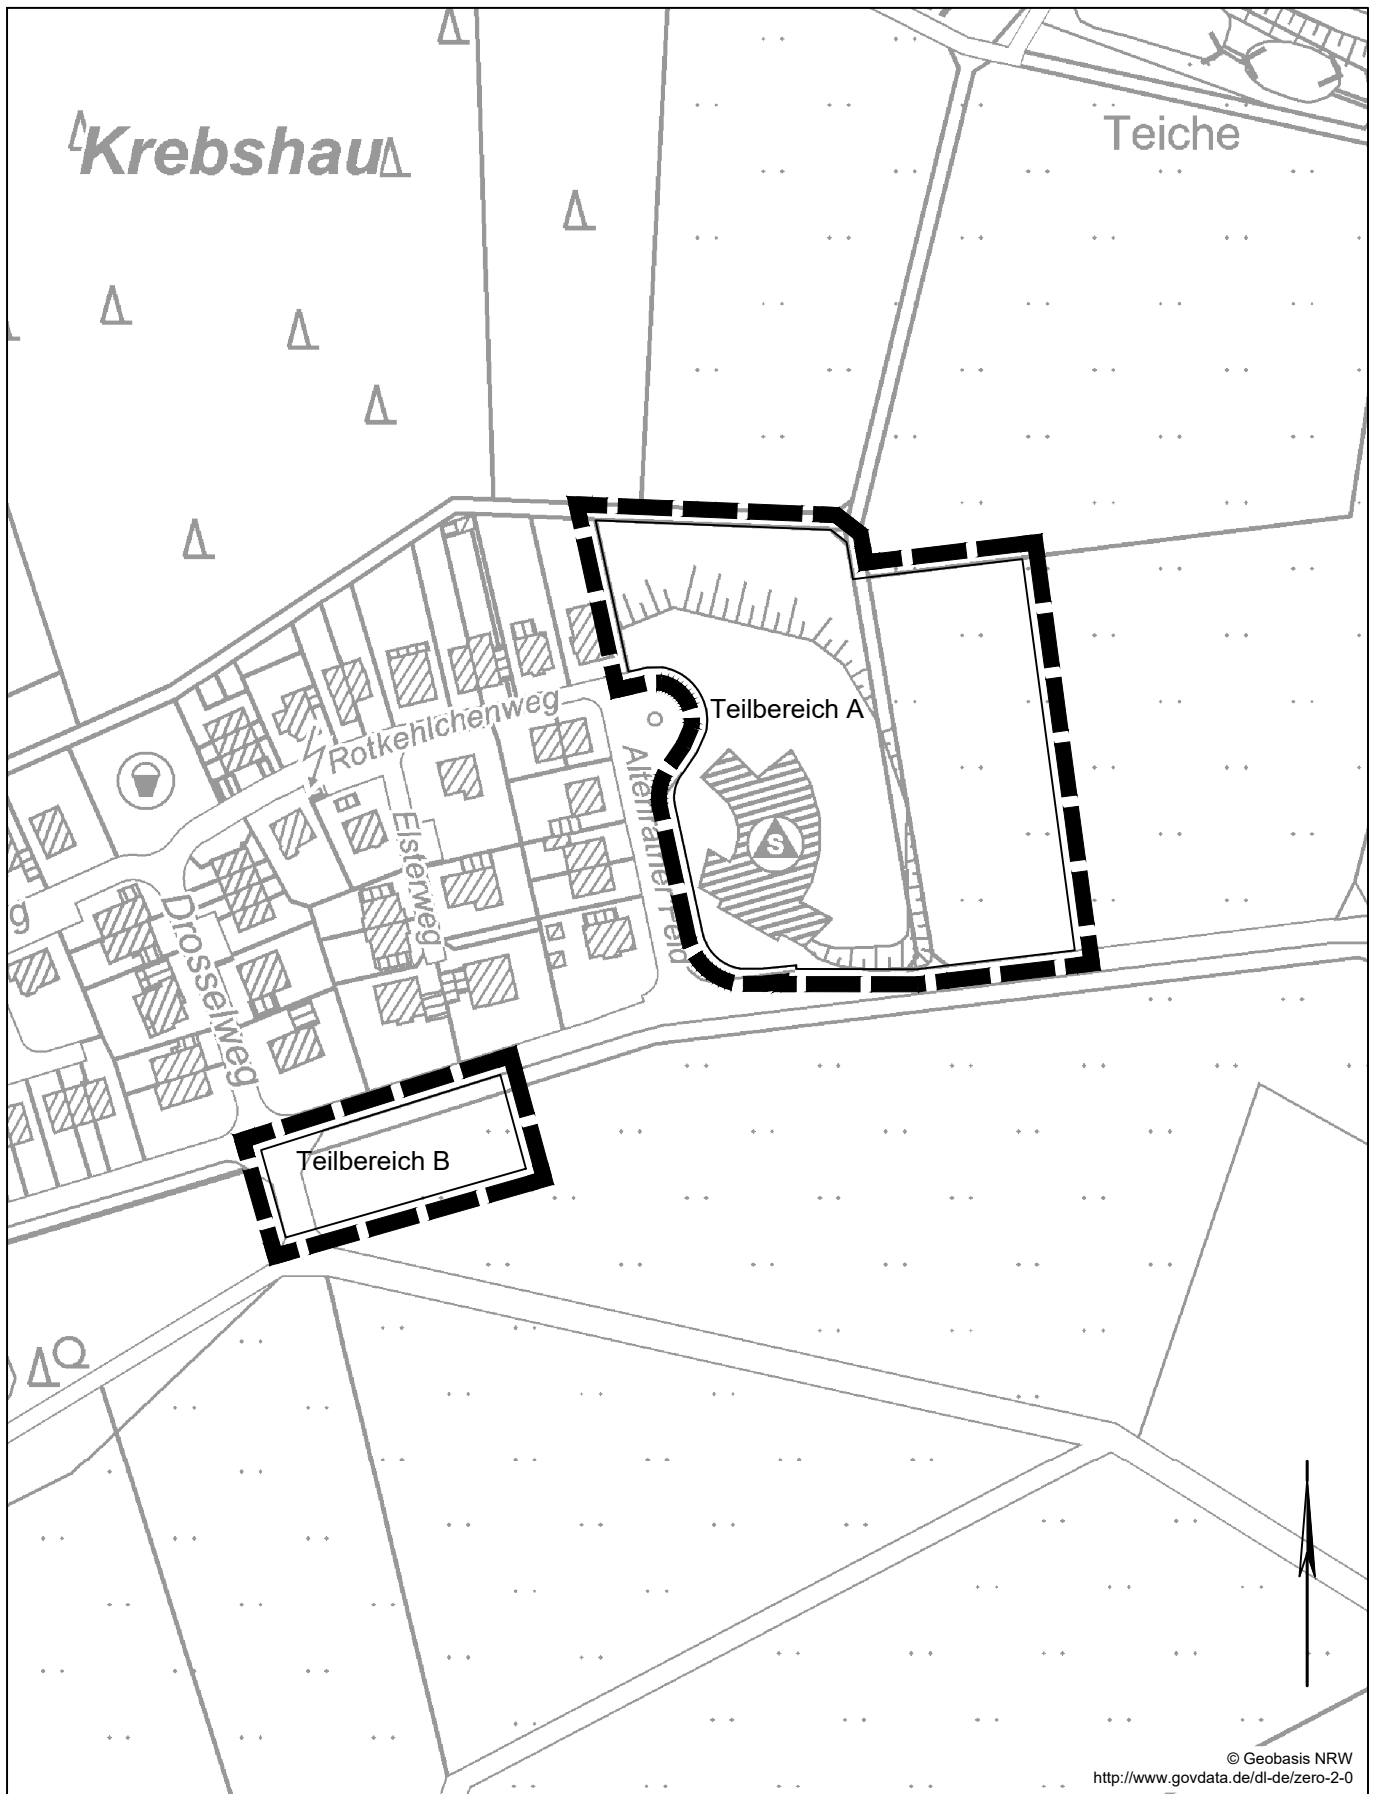 Krebshau
Teiche
Teilbereich A
Rotkehlchenweg
Elsterweg
S
g
Drosselweg
Teilbereich B
© Geobasis NRW
http://www.govdata.de/dl-de/zero-2-0